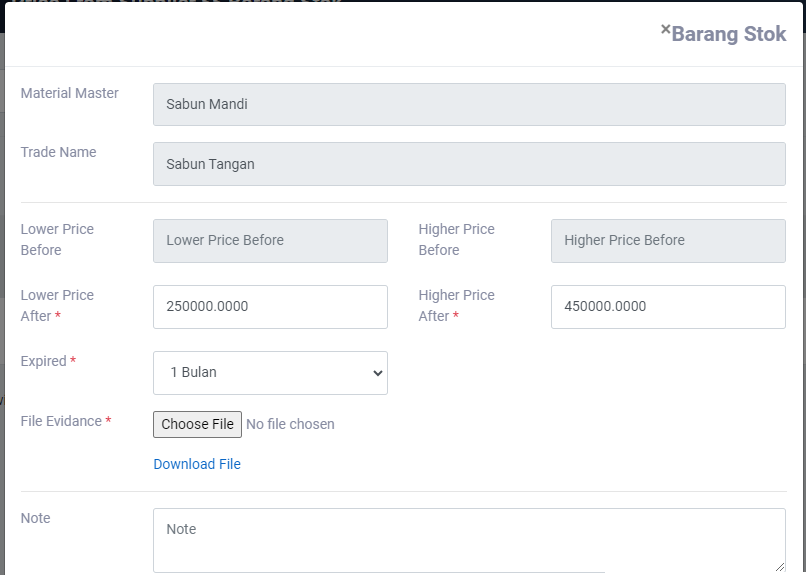 ×Barang Stok
Material Master
Sabun Mandi
Trade Name
Sabun Tangan
Lower Price
Before
Lower Price Before
Higher Price
Before
Higher Price Before
Lower Price
After *
250000.0000
Higher Price
After *
450000.0000
Expired *
1 Bulan
File Evidance *
Choose File No file chosen
Download File
Note
Note